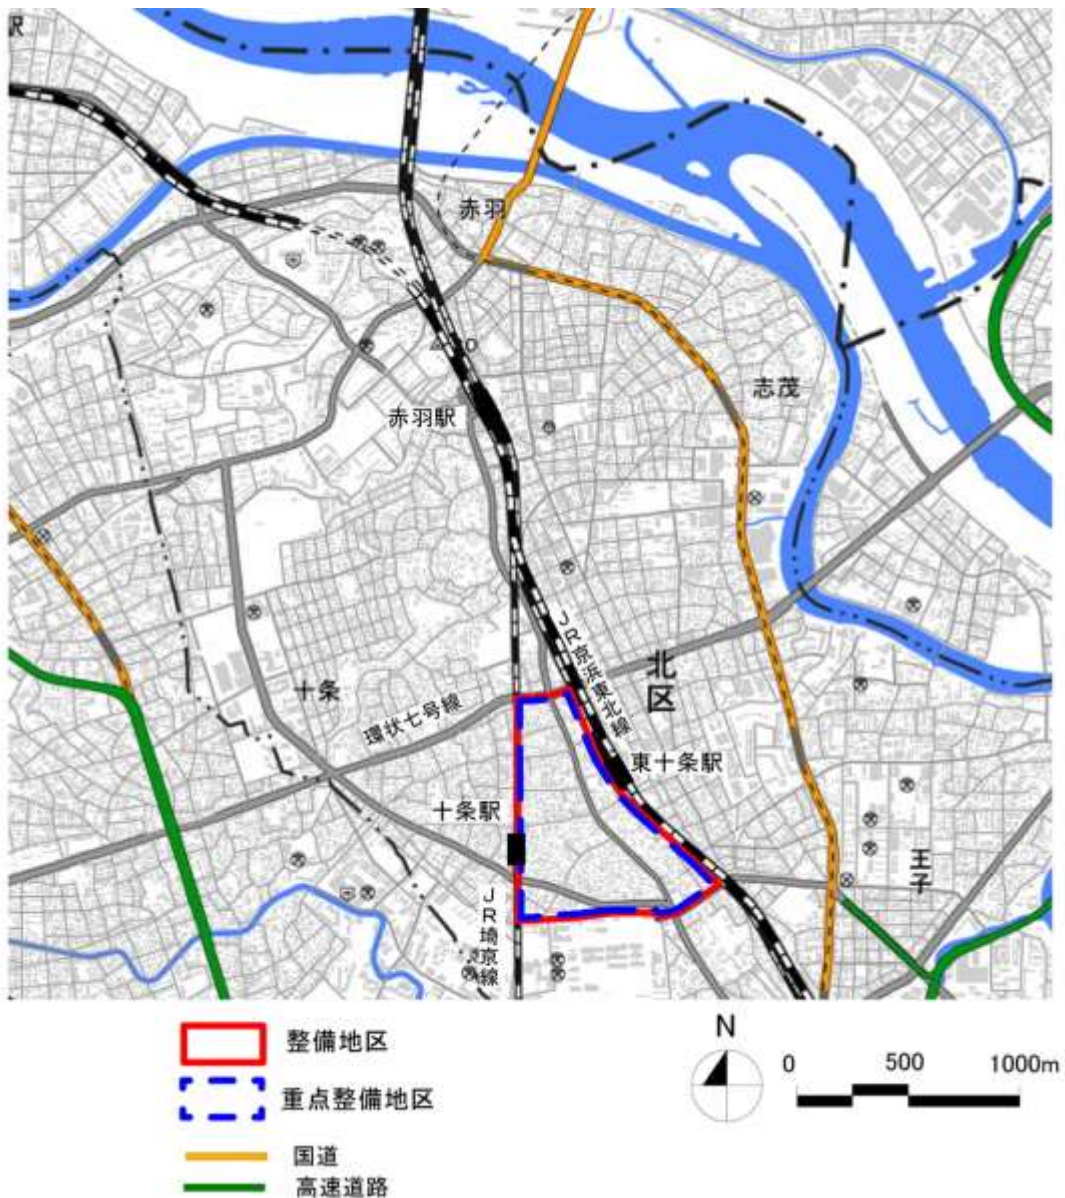 駅
赤羽
赤羽駅
志茂
JR京浜東北線
北区
十条
環状七号線
東十条駅
十条駅
王子
JR埼京線
整備地区
重点整備地区
国道
高速道路
N
0 500 1000m